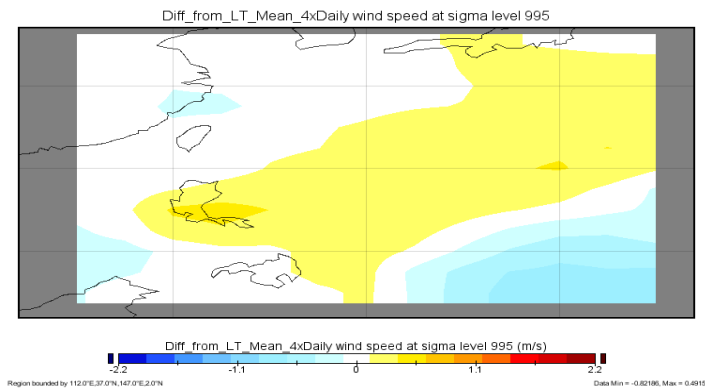 Diff_from_LT_Mean_4xDaily wind speed at sigma level 995
Diff_from_LT_Mean_4xDaily wind speed at sigma level 995 (m/s)
-2.2 -1.1 0 1.1 2.2
Region bounded by 112.0°E,37.0°N,147.0°E,2.0°N Data Min = -0.82186, Max = 0.4915